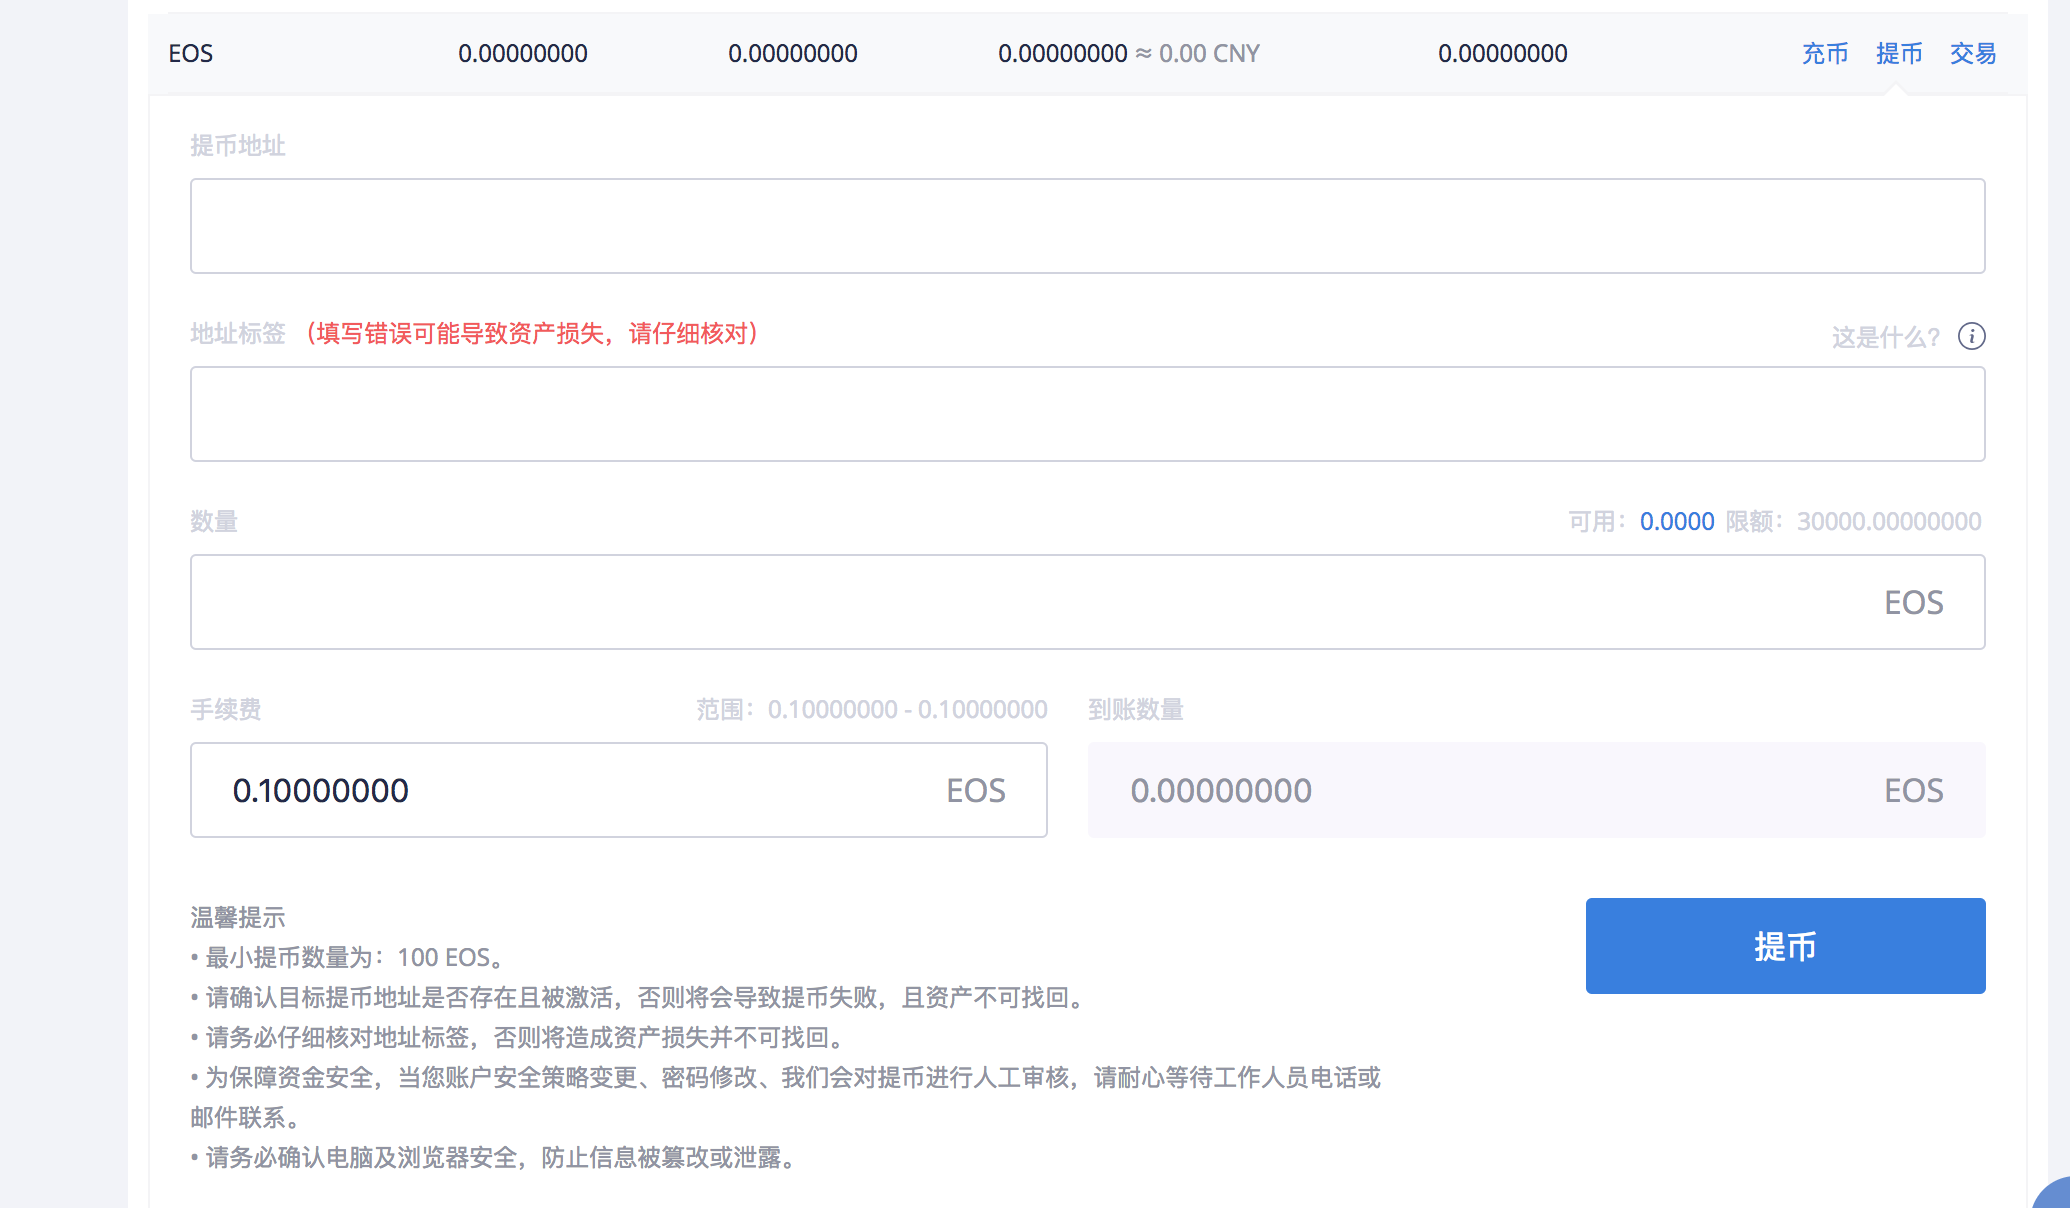 EOS 0.00000000 0.00000000 0.00000000 ≈ 0.00 CNY 0.00000000 充币 提币 交易
提币地址
地址标签 （填写错误可能导致资产损失，请仔细核对） 这是什么？
数量 可用：0.0000 限额：30000.00000000
EOS
手续费 范围：0.10000000 - 0.10000000 到账数量
0.10000000 EOS 0.00000000 EOS
温馨提示
• 最小提币数量为：100 EOS。
提币
• 请确认目标提币地址是否存在且被激活，否则将会导致提币失败，且资产不可找回。
• 请务必仔细核对地址标签，否则将造成资产损失并不可找回。
• 为保障资金安全，当您账户安全策略变更、密码修改、我们会对提币进行人工审核，请耐心等待工作人员电话或
邮件联系。
• 请务必确认电脑及浏览器安全，防止信息被篡改或泄露。